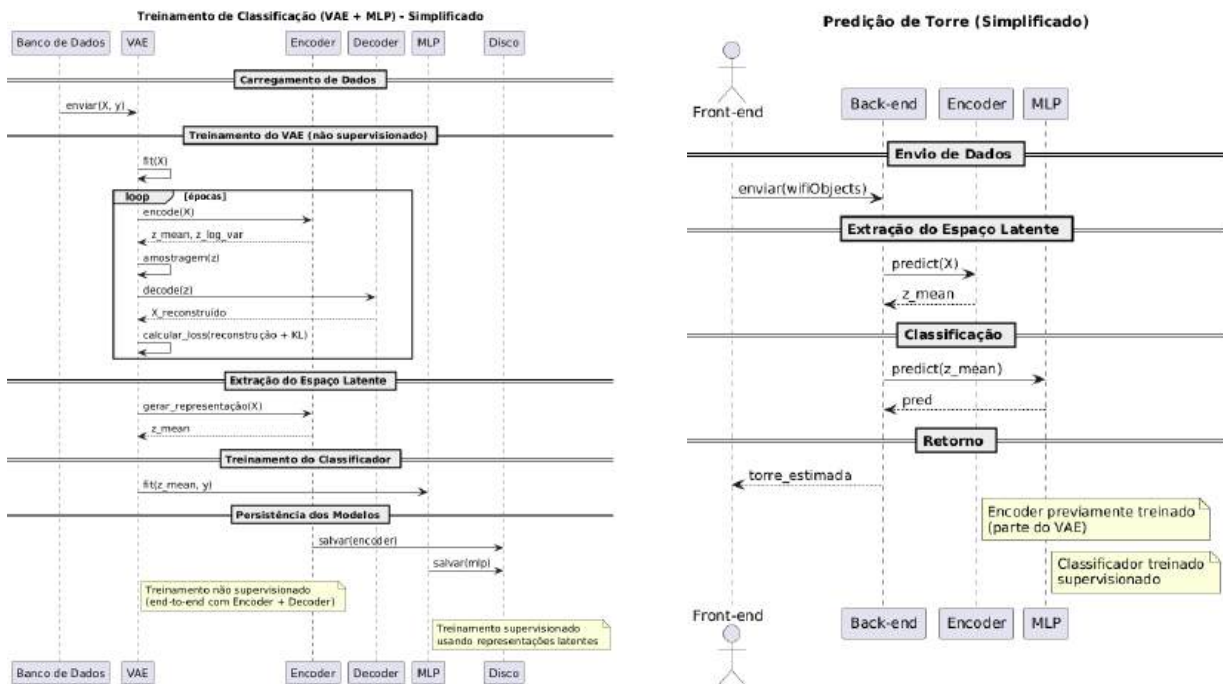 Treinamento de Classificação (VAE + MLP) - Simplificado
Banco de Dados
VAE
Encoder
Decoder
MLP
Disco
Carregamento de Dados
enviar(X, y)
Treinamento do VAE (não supervisionado)
fit(X)
loop
[épocas]
encode(X)
z_mean, z_log_var
amostragem(z)
decode(z)
X_reconstruído
calcular_loss(reconstrução + KL)
Extração do Espaço Latente
gerar_representação(X)
z_mean
Treinamento do Classificador
fit(z_mean, y)
Persistência dos Modelos
salvar(encoder)
salvar(mlp)
Treinamento não supervisionado
(end-to-end com Encoder + Decoder)
Treinamento supervisionado
usando representações latentes
Banco de Dados
VAE
Encoder
Decoder
MLP
Disco
Predição de Torre (Simplificado)
Front-end
Back-end
Encoder
MLP
Envio de Dados
enviar(wifiObjects)
Extração do Espaço Latente
predict(X)
z_mean
Classificação
predict(z_mean)
pred
Retorno
torre_estimada
Encoder previamente treinado
(parte do VAE)
Classificador treinado
supervisionado
Front-end
Back-end
Encoder
MLP